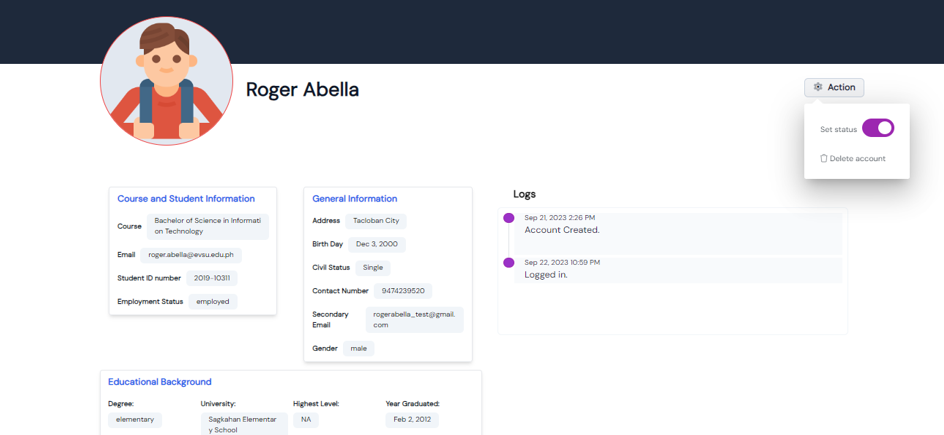 Roger Abella
Action
Set status
Delete account
Course and Student Information
Course
Bachelor of Science in Informati
on Technology
Email
roger.abella@evsu.edu.ph
Student ID number
2019-10311
Employment Status
employed
General Information
Address
Tacloban City
Birth Day
Dec 3, 2000
Civil Status
Single
Contact Number
9474239520
Secondary
Email
rogerabella_test@gmail.
com
Gender
male
Logs
Sep 21, 2023 2:26 PM
Account Created.
Sep 22, 2023 10:59 PM
Logged in.
Educational Background
Degree:
University:
Highest Level:
Year Graduated:
elementary
Sagkahan Elementar
y School
NA
Feb 2, 2012